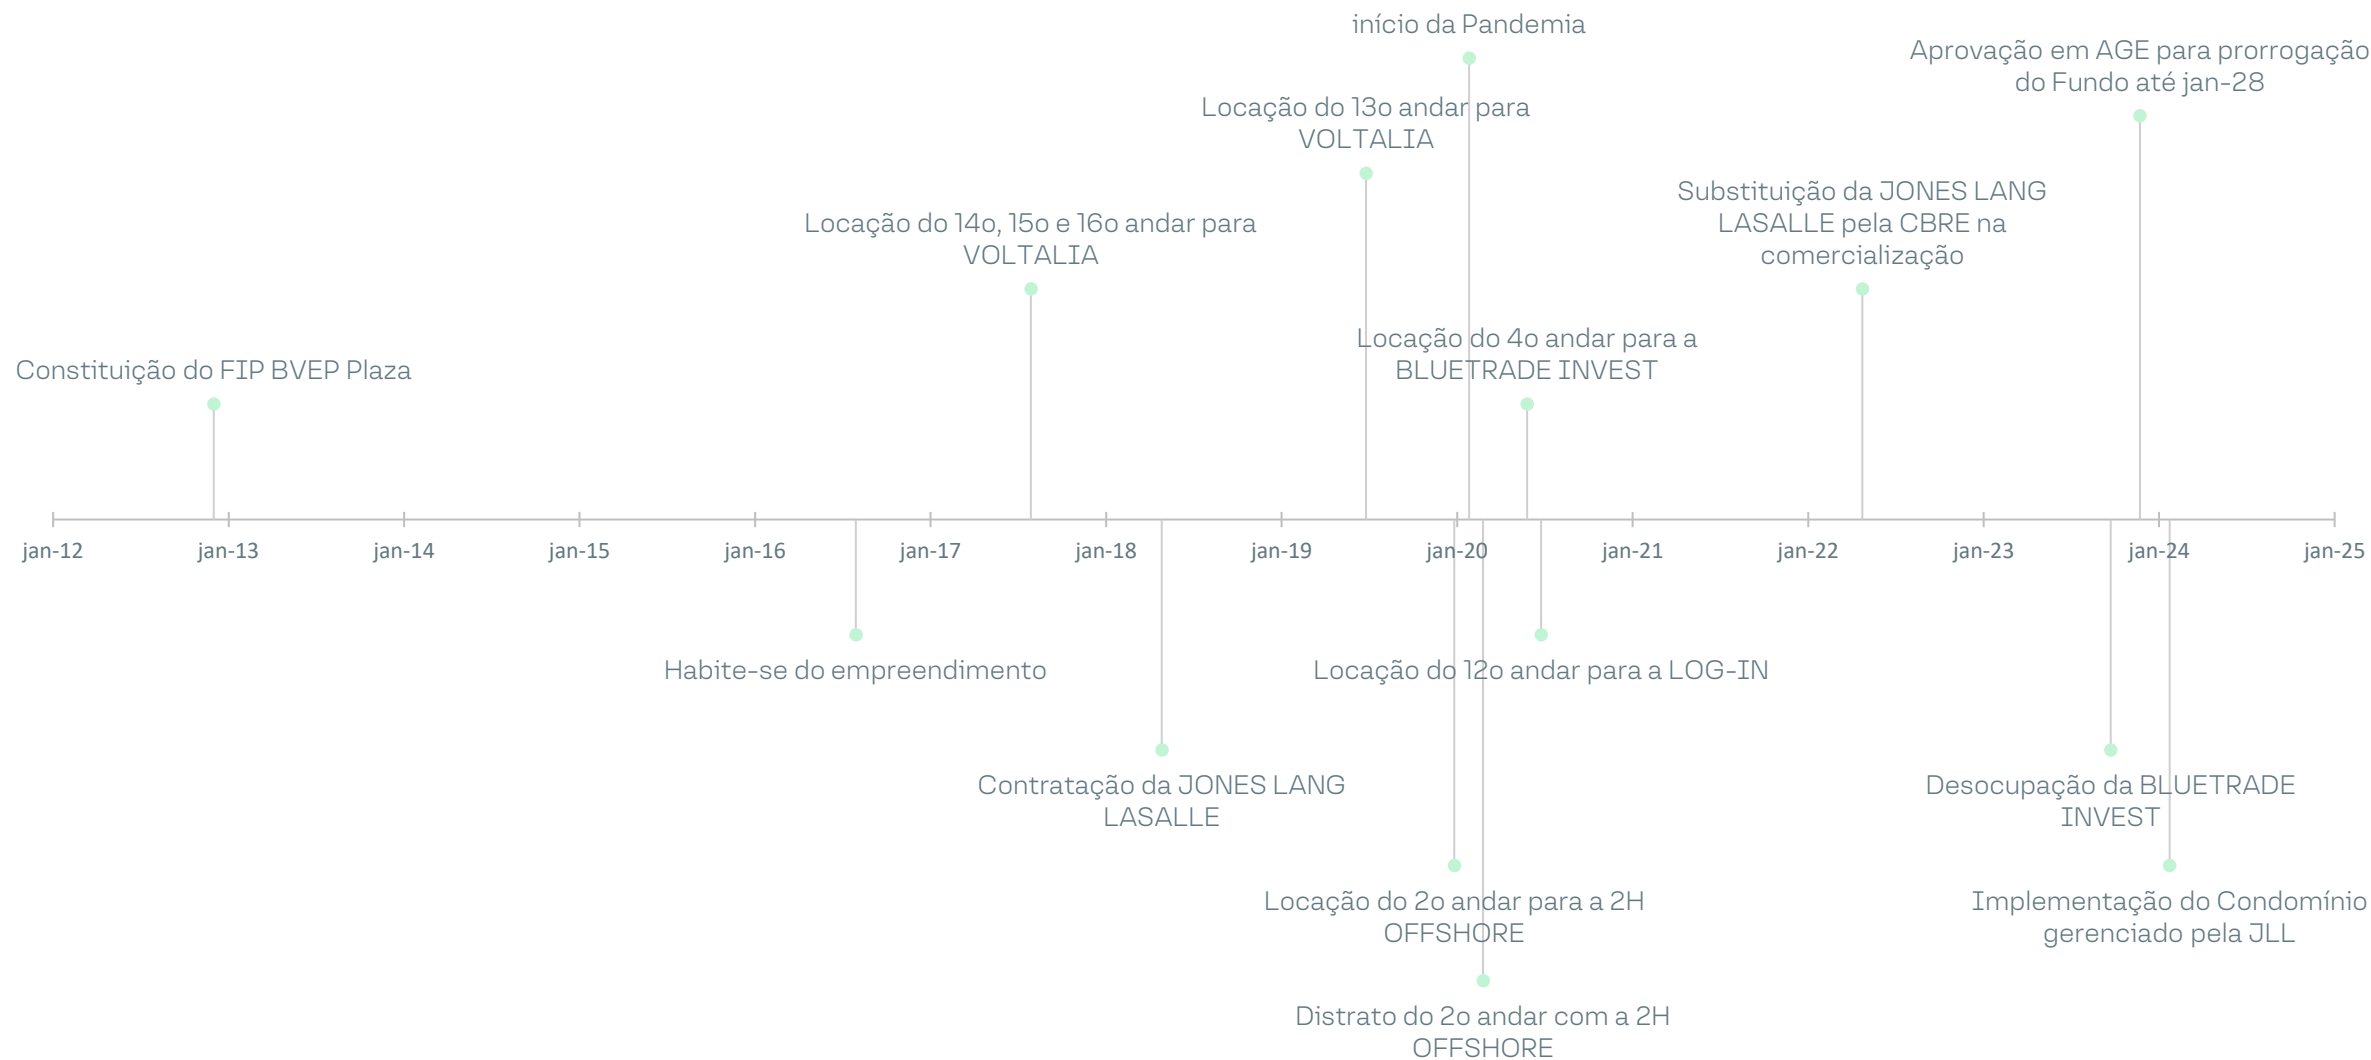 início da Pandemia
Aprovação em AGE para prorrogação
do Fundo até jan-28
Locação do 13o andar para
VOLTALIA
Substituição da JONES LANG
LASALLE pela CBRE na
comercialização
Locação do 14o, 15o e 16o andar para
VOLTALIA
Locação do 4o andar para a
BLUETRADE INVEST
Constituição do FIP BVEP Plaza
jan-12
jan-13
jan-14
jan-15
jan-16
jan-17
jan-18
jan-19
jan-20
jan-21
jan-22
jan-23
jan-24
jan-25
Habite-se do empreendimento
Locação do 12o andar para a LOG-IN
Contratação da JONES LANG
LASALLE
Desocupação da BLUETRADE
INVEST
Locação do 2o andar para a 2H
OFFSHORE
Implementação do Condomínio
gerenciado pela JLL
Distrato do 2o andar com a 2H
OFFSHORE